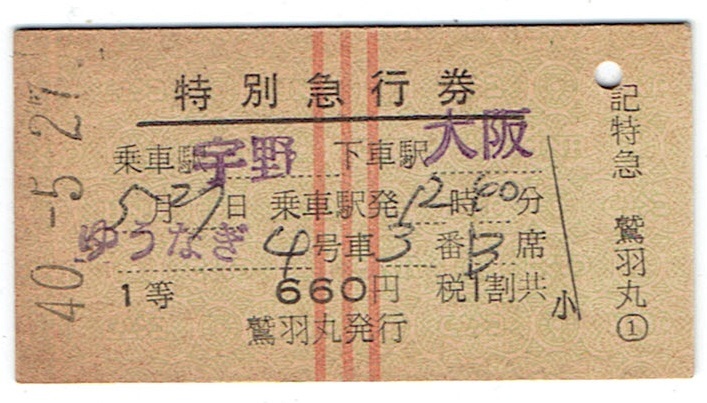 40.-5.27
特別急行券
乗車駅宇野 下車駅大阪
5月27日 乗車駅発12時60分
ゆうなぎ 4号車3番B席
1等 660円 税1割共
小
鷲羽丸発行
記特急 鷲羽丸①